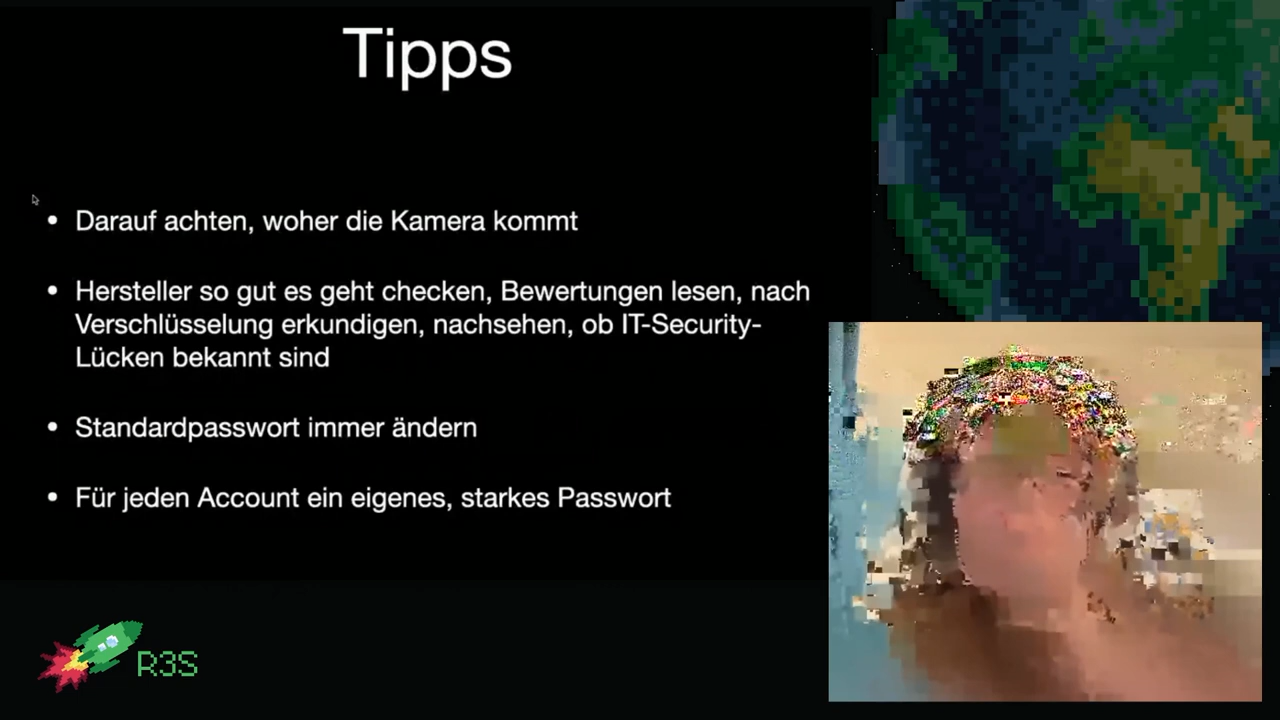 Tipps
• Darauf achten, woher die Kamera kommt
• Hersteller so gut es geht checken, Bewertungen lesen, nach
Verschlüsselung erkundigen, nachsehen, ob IT-Security-
Lücken bekannt sind
• Standardpasswort immer ändern
• Für jeden Account ein eigenes, starkes Passwort
R3S